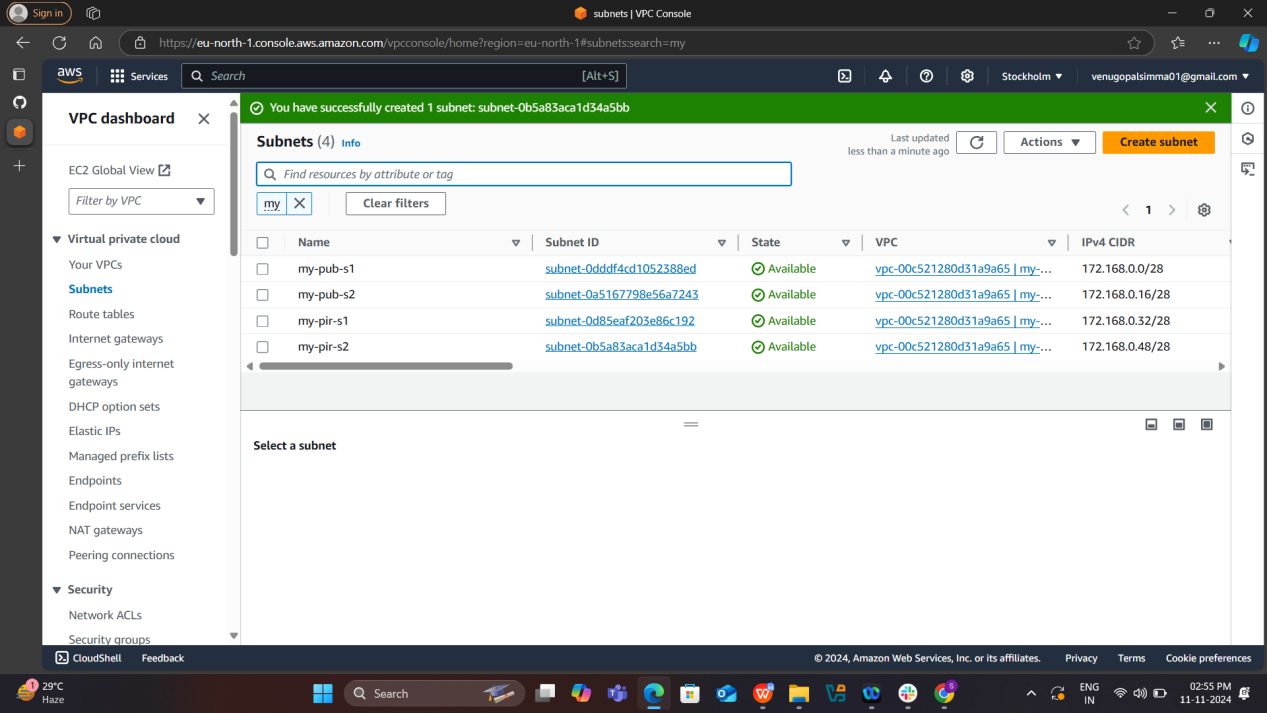 Sign in
subnets | VPC Console
https://eu-north-1.console.aws.amazon.com/vpcconsole/home?region=eu-north-1#subnets:search=my
aws
Services
Search
[Alt+S]
Stockholm
venugopalsimma01@gmail.com
VPC dashboard
EC2 Global View
Filter by VPC
Virtual private cloud
Your VPCs
Subnets
Route tables
Internet gateways
Egress-only internet
gateways
DHCP option sets
Elastic IPs
Managed prefix lists
Endpoints
Endpoint services
NAT gateways
Peering connections
Security
Network ACLs
Security groups
You have successfully created 1 subnet: subnet-0b5a83aca1d34a5bb
Subnets (4) Info
Last updated
less than a minute ago
Actions
Create subnet
Find resources by attribute or tag
my
Clear filters
1
Name Subnet ID State VPC IPv4 CIDR
my-pub-s1 subnet-0dddf4cd1052388ed Available vpc-00c521280d31a9a65 | my-... 172.168.0.0/28
my-pub-s2 subnet-0a5167798e56a7243 Available vpc-00c521280d31a9a65 | my-... 172.168.0.16/28
my-pir-s1 subnet-0d85eaf203e86c192 Available vpc-00c521280d31a9a65 | my-... 172.168.0.32/28
my-pir-s2 subnet-0b5a83aca1d34a5bb Available vpc-00c521280d31a9a65 | my-... 172.168.0.48/28
Select a subnet
CloudShell
Feedback
© 2024, Amazon Web Services, Inc. or its affiliates.
Privacy
Terms
Cookie preferences
1
29°C
Haze
Search
ENG
IN
02:55 PM
11-11-2024